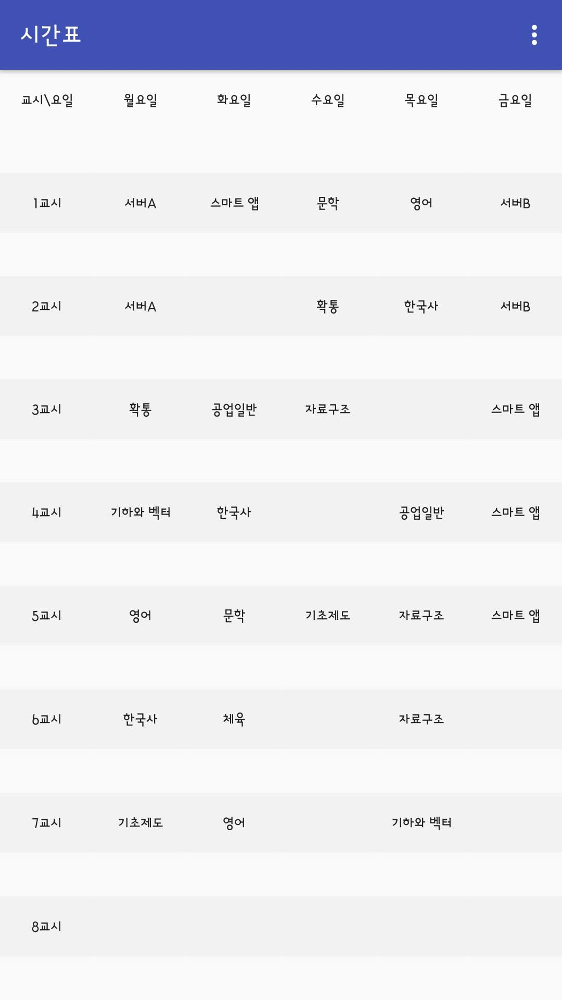 시간표
교시\요일 월요일 화요일 수요일 목요일 금요일
1교시 서버A 스마트 앱 문학 영어 서버B
2교시 서버A 확통 한국사 서버B
3교시 확통 공업일반 자료구조 스마트 앱
4교시 기하와 벡터 한국사 공업일반 스마트 앱
5교시 영어 문학 기초제도 자료구조 스마트 앱
6교시 한국사 체육 자료구조
7교시 기초제도 영어 기하와 벡터
8교시